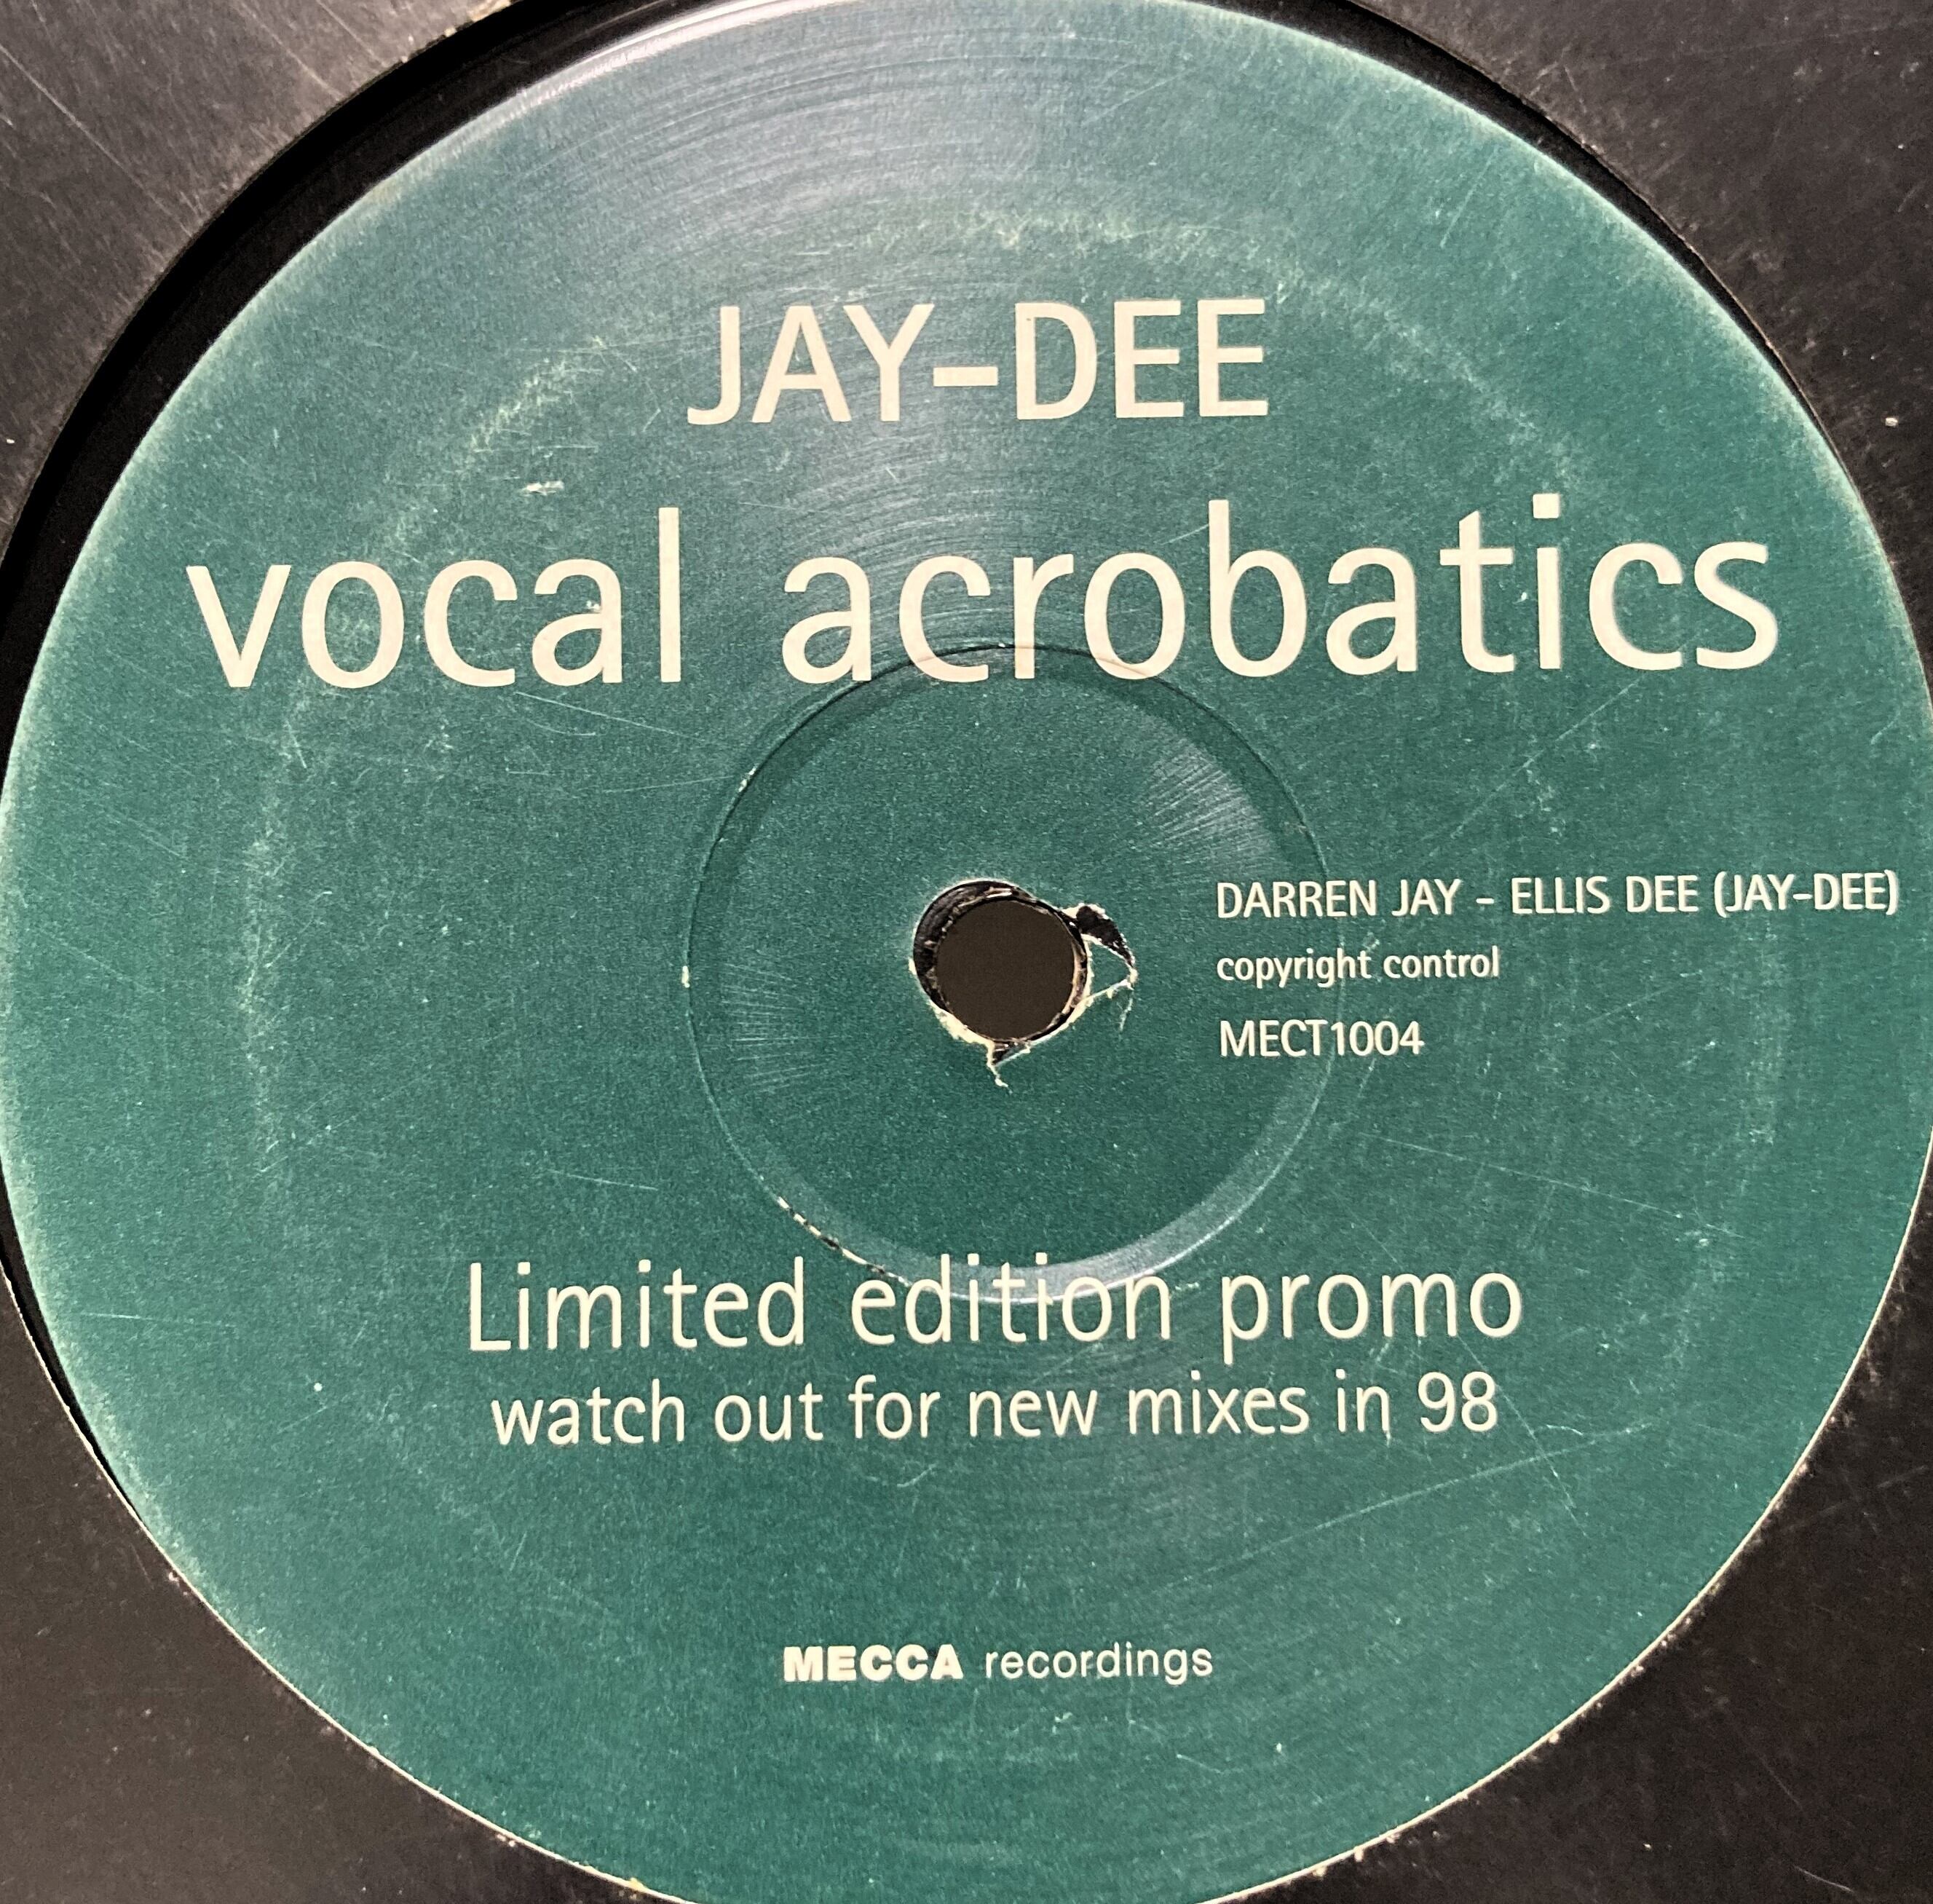 JAY-DEE
vocal acrobatics
DARREN JAY - ELLIS DEE (JAY-DEE)
copyright control
MECT1004
Limited edition promo
watch out for new mixes in 98
MECCA recordings